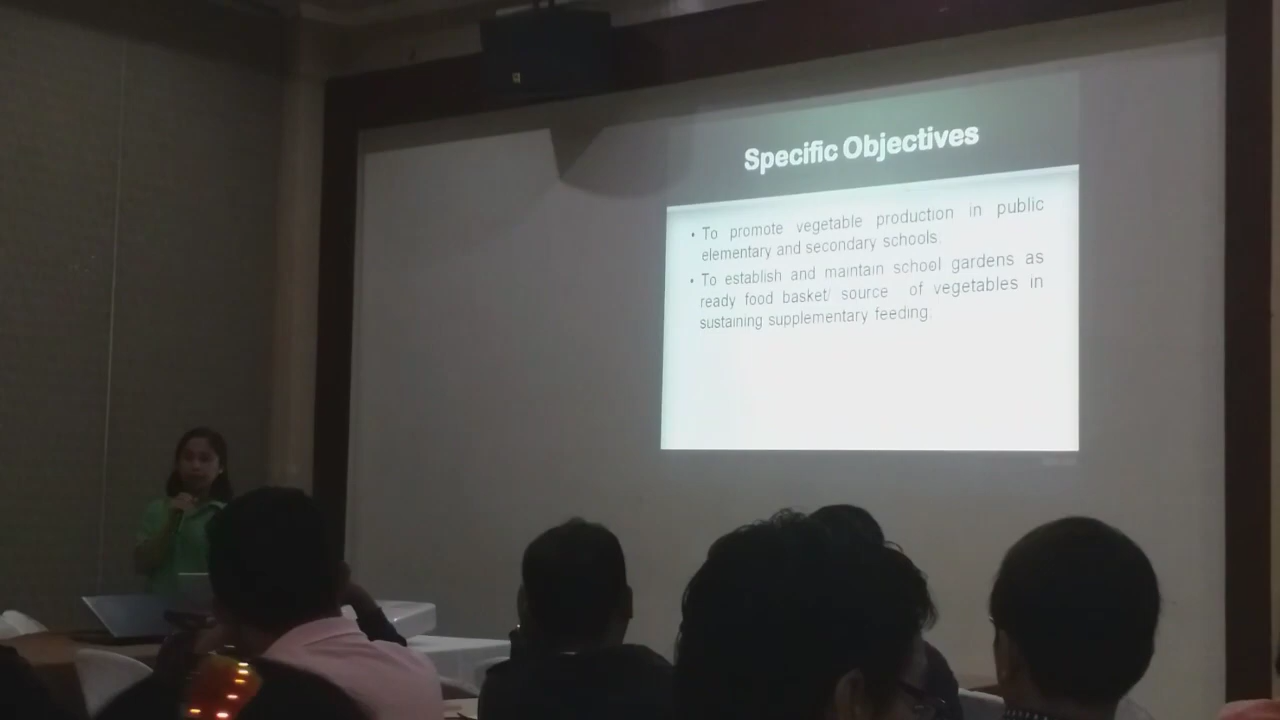 Specific Objectives
• To promote vegetable production in public
elementary and secondary schools.
• To establish and maintain school gardens as
ready food basket/ source of vegetables in
sustaining supplementary feeding.